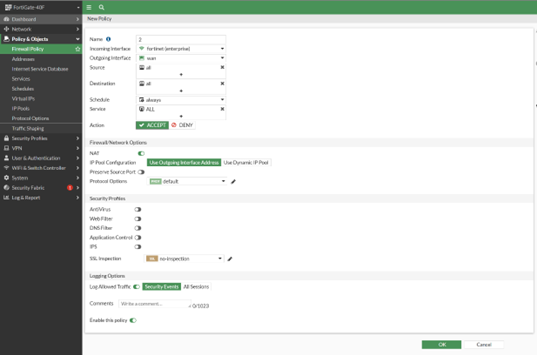 FortiGate-40F
New Policy
Dashboard
Network
Policy & Objects
Firewall Policy
Addresses
Internet Service Database
Services
Schedules
Virtual IPs
IP Pools
Protocol Options
Traffic Shaping
Security Profiles
VPN
User & Authentication
WiFi & Switch Controller
System
Security Fabric 1
Log & Report
Name 2
Incoming Interface fortinet (enterprise)
Outgoing Interface wan
Source all
+
Destination all
+
Schedule always
Service ALL
+
Action ACCEPT DENY
Firewall/Network Options
NAT
IP Pool Configuration Use Outgoing Interface Address Use Dynamic IP Pool
Preserve Source Port
Protocol Options default
Security Profiles
AntiVirus
Web Filter
DNS Filter
Application Control
IPS
SSL Inspection no-inspection
Logging Options
Log Allowed Traffic Security Events All Sessions
Comments Write a comment... 0/1023
Enable this policy
OK Cancel